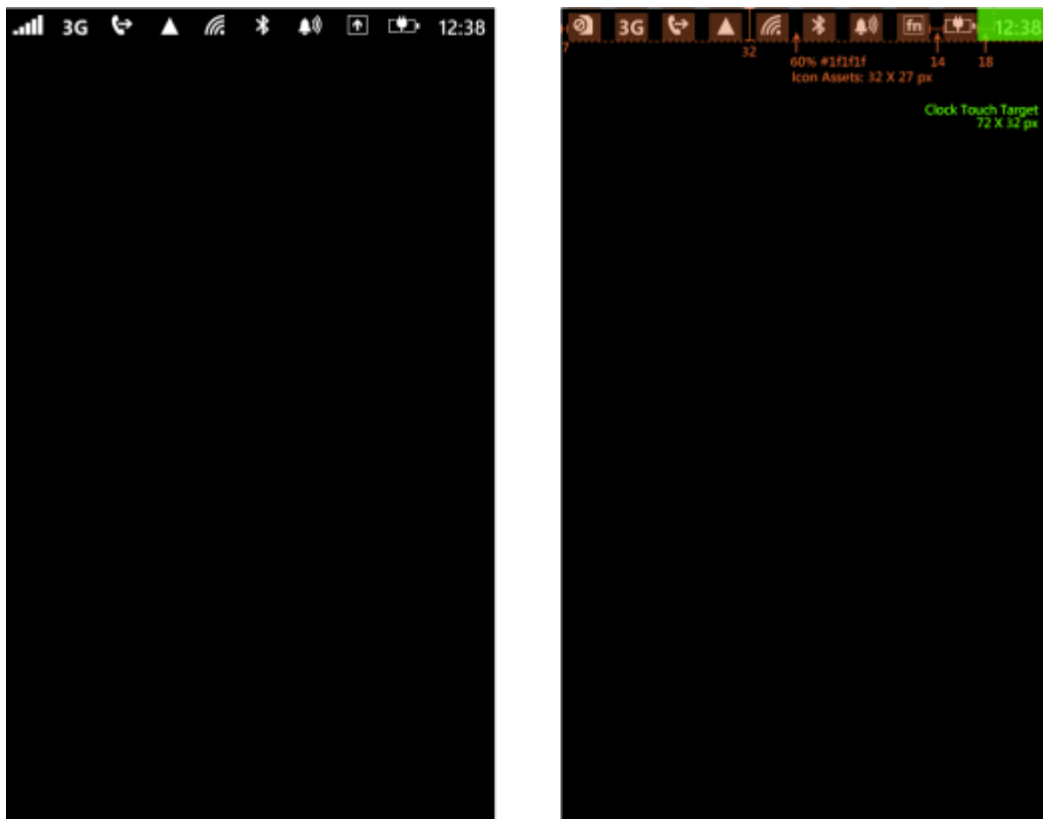 3G 12:38
3G fn 12:38
7 32 14 18
60% #1f1f1f
Icon Assets: 32 X 27 px
Clock Touch Target
72 X 32 px